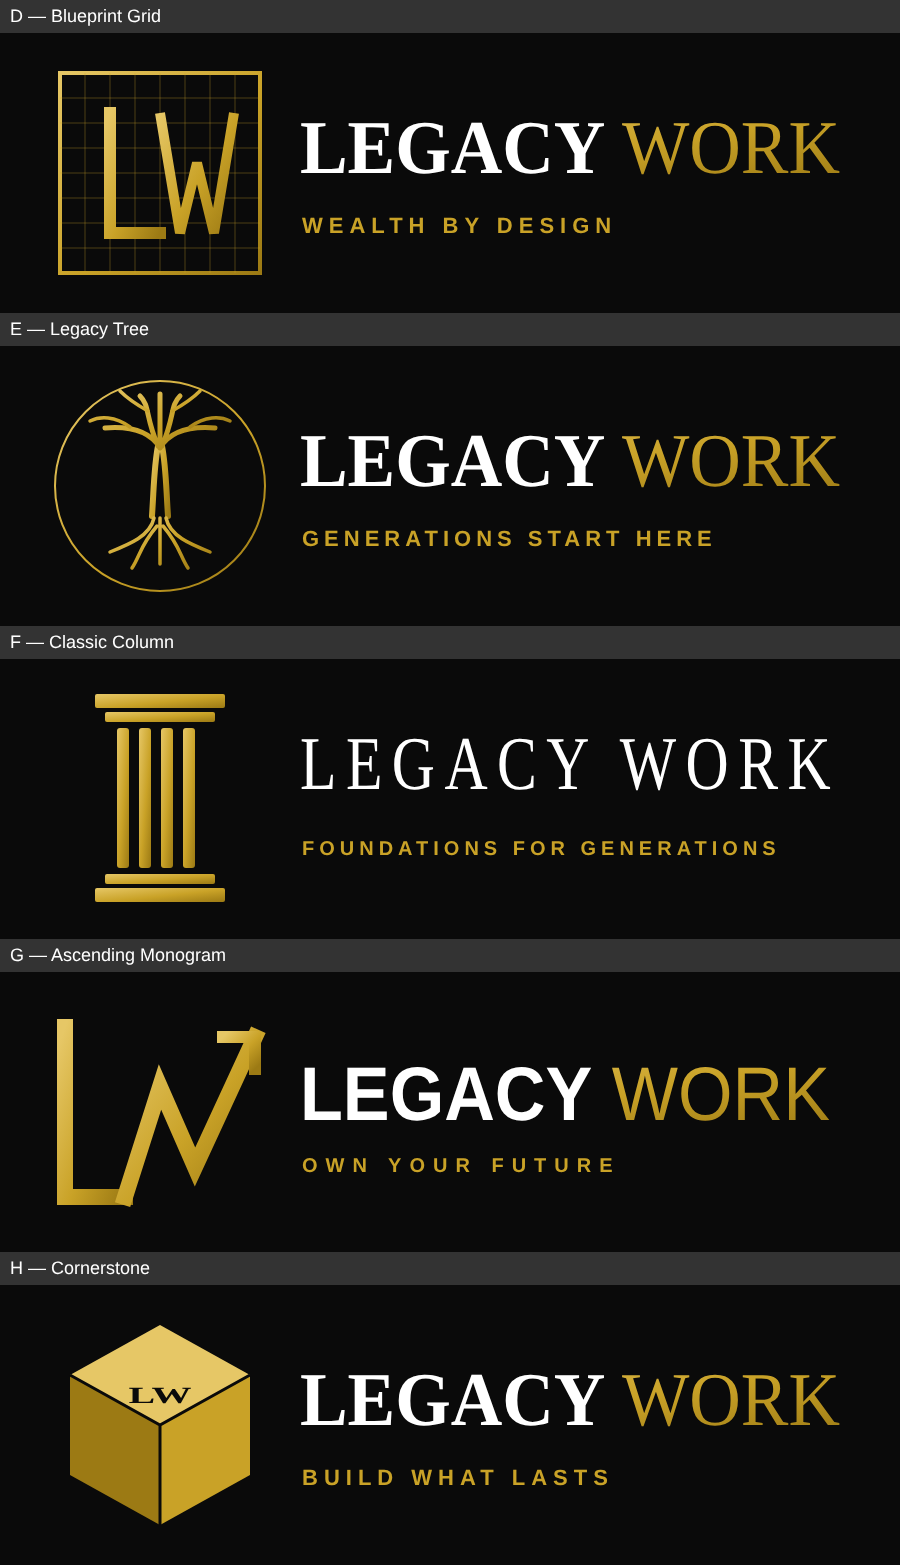 D — Blueprint Grid
LW
LEGACY WORK
WEALTH BY DESIGN
E — Legacy Tree
LEGACY WORK
GENERATIONS START HERE
F — Classic Column
LEGACY WORK
FOUNDATIONS FOR GENERATIONS
G — Ascending Monogram
LW
LEGACY WORK
OWN YOUR FUTURE
H — Cornerstone
LW
LEGACY WORK
BUILD WHAT LASTS